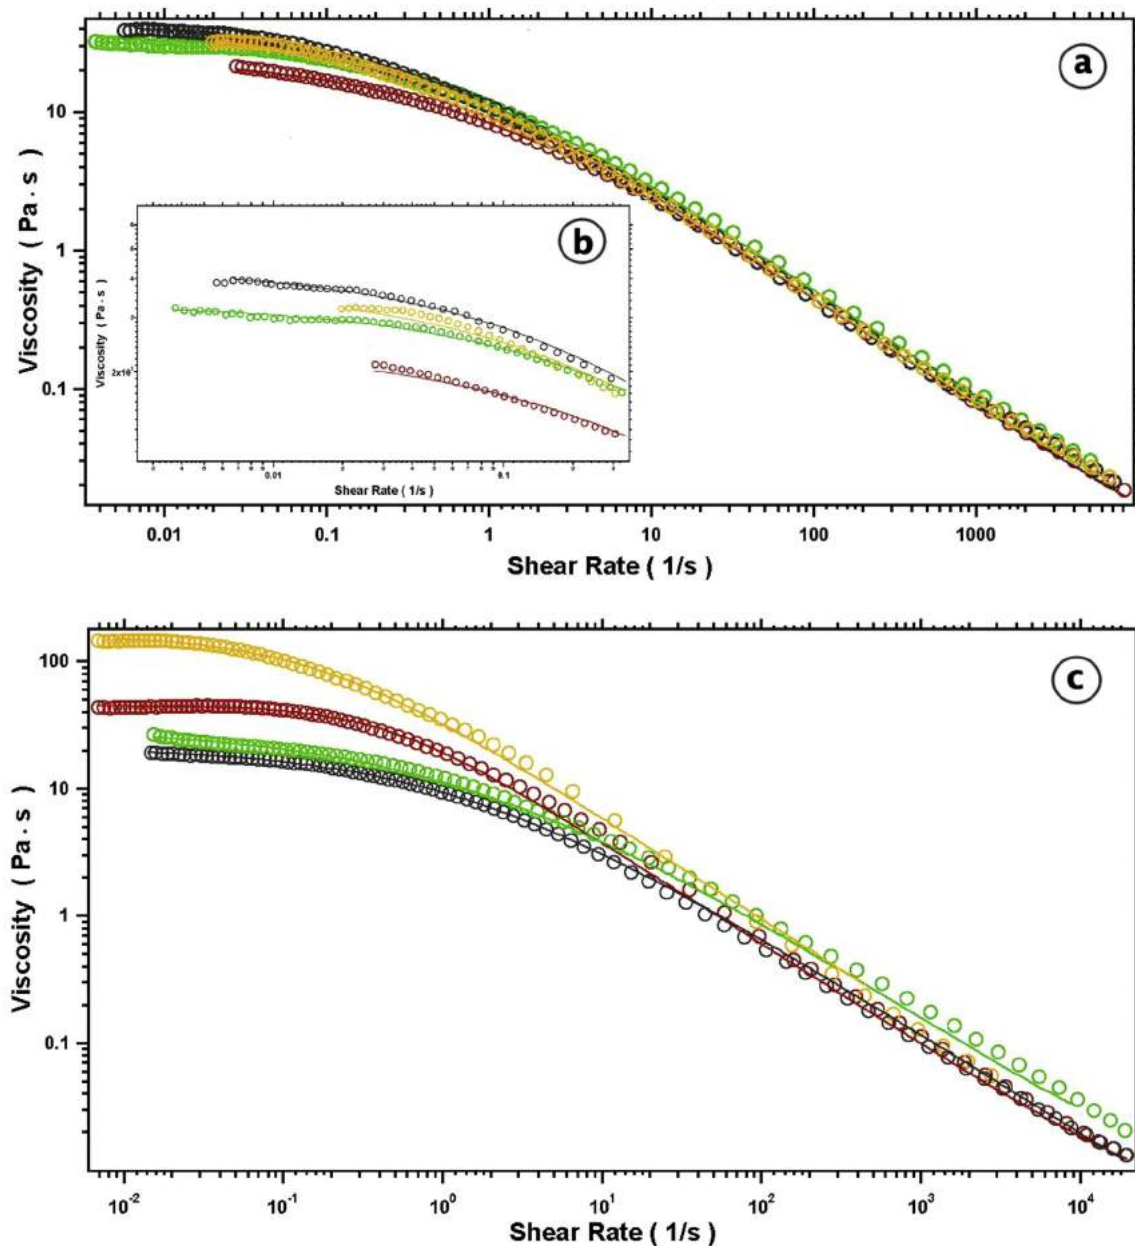 a
10
1
0.1
Viscosity ( Pa · s )
0.01 0.1 1 10 100 1000
Shear Rate ( 1/s )
b
Viscosity ( Pa · s )
0.01 0.1
Shear Rate ( 1/s )
c
100
10
1
0.1
Viscosity ( Pa · s )
10⁻² 10⁻¹ 10⁰ 10¹ 10² 10³ 10⁴
Shear Rate ( 1/s )